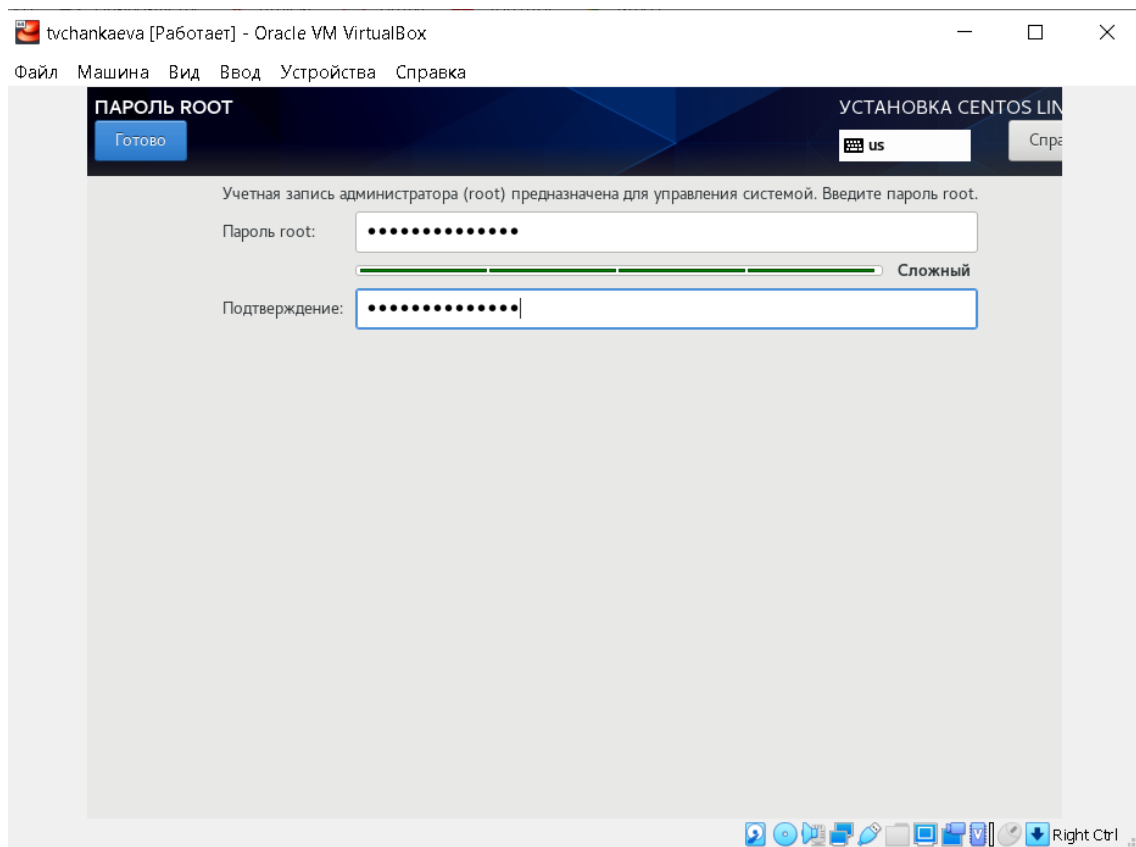 tvchankaeva [Работает] - Oracle VM VirtualBox
Файл Машина Вид Ввод Устройства Справка
ПАРОЛЬ ROOT
УСТАНОВКА CENTOS LIN
Готово
us
Спра
Учетная запись администратора (root) предназначена для управления системой. Введите пароль root.
Пароль root: ••••••••••••••
Сложный
Подтверждение: ••••••••••••••
Right Ctrl